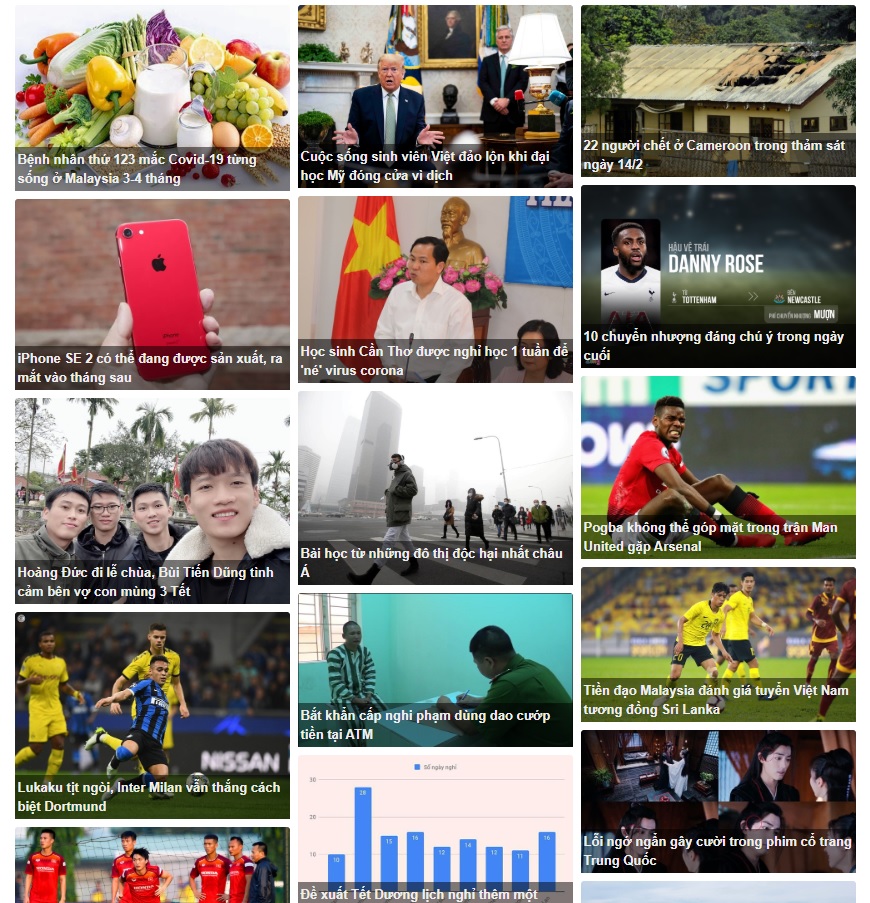 Bệnh nhân thứ 123 mắc Covid-19 từng
sống ở Malaysia 3-4 tháng
iPhone
iPhone SE 2 có thể đang được sản xuất, ra
mắt vào tháng sau
Hoàng Đức đi lễ chùa, Bùi Tiến Dũng tình
cảm bên vợ con mùng 3 Tết
NISSAN
Lukaku tịt ngòi, Inter Milan vẫn thắng cách
biệt Dortmund
Cuộc sống sinh viên Việt đảo lộn khi đại
học Mỹ đóng cửa vì dịch
Học sinh Cần Thơ được nghỉ học 1 tuần để
'né' virus corona
Bài học từ những đô thị độc hại nhất châu
Á
Bắt khẩn cấp nghi phạm dùng dao cướp
tiền tại ATM
Số ngày nghỉ
30
20
10
10
28
15
16
12
14
12
11
16
Đề xuất Tết Dương lịch nghỉ thêm một
22 người chết ở Cameroon trong thảm sát
ngày 14/2
HẬU VỆ TRÁI
DANNY ROSE
TỪ
TOTTENHAM
ĐẾN
NEWCASTLE
PHÍ CHUYỂN NHƯỢNG MƯỢN
10 chuyển nhượng đáng chú ý trong ngày
cuối
SPORT
Pogba không thể góp mặt trong trận Man
United gặp Arsenal
20
Tiền đạo Malaysia đánh giá tuyển Việt Nam
tương đồng Sri Lanka
Lỗi ngớ ngẩn gây cười trong phim cổ trang
Trung Quốc